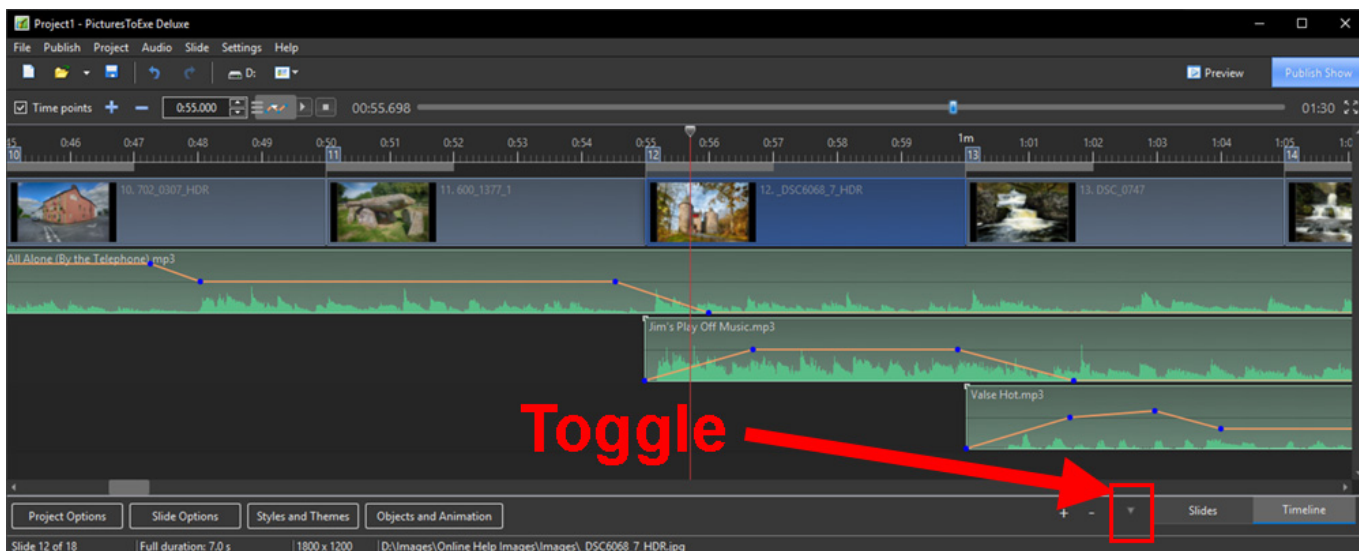 Project1 - PicturesToExe Deluxe
File Publish Project Audio Slide Settings Help
D: Preview Publish Show
Time points 0:55.000 00:55.698 01:30
45 0:46 0:47 0:48 0:49 0:50 0:51 0:52 0:53 0:54 0:55 0:56 0:57 0:58 0:59 1m 1:01 1:02 1:03 1:04 1:05 1:0
10 11 12 13 14
10. 702_0307_HDR 11. 600_1377_1 12. _DSC6068_7_HDR 13. DSC_0747
All Alone (By the Telephone).mp3
Jim's Play Off Music.mp3
Valse Hot.mp3
Toggle
Project Options Slide Options Styles and Themes Objects and Animation + - Slides Timeline
Slide 12 of 18 Full duration: 7.0 s 1800 x 1200 D:\Images\Online Help Images\Images\_DSC6068_7_HDR.jpg